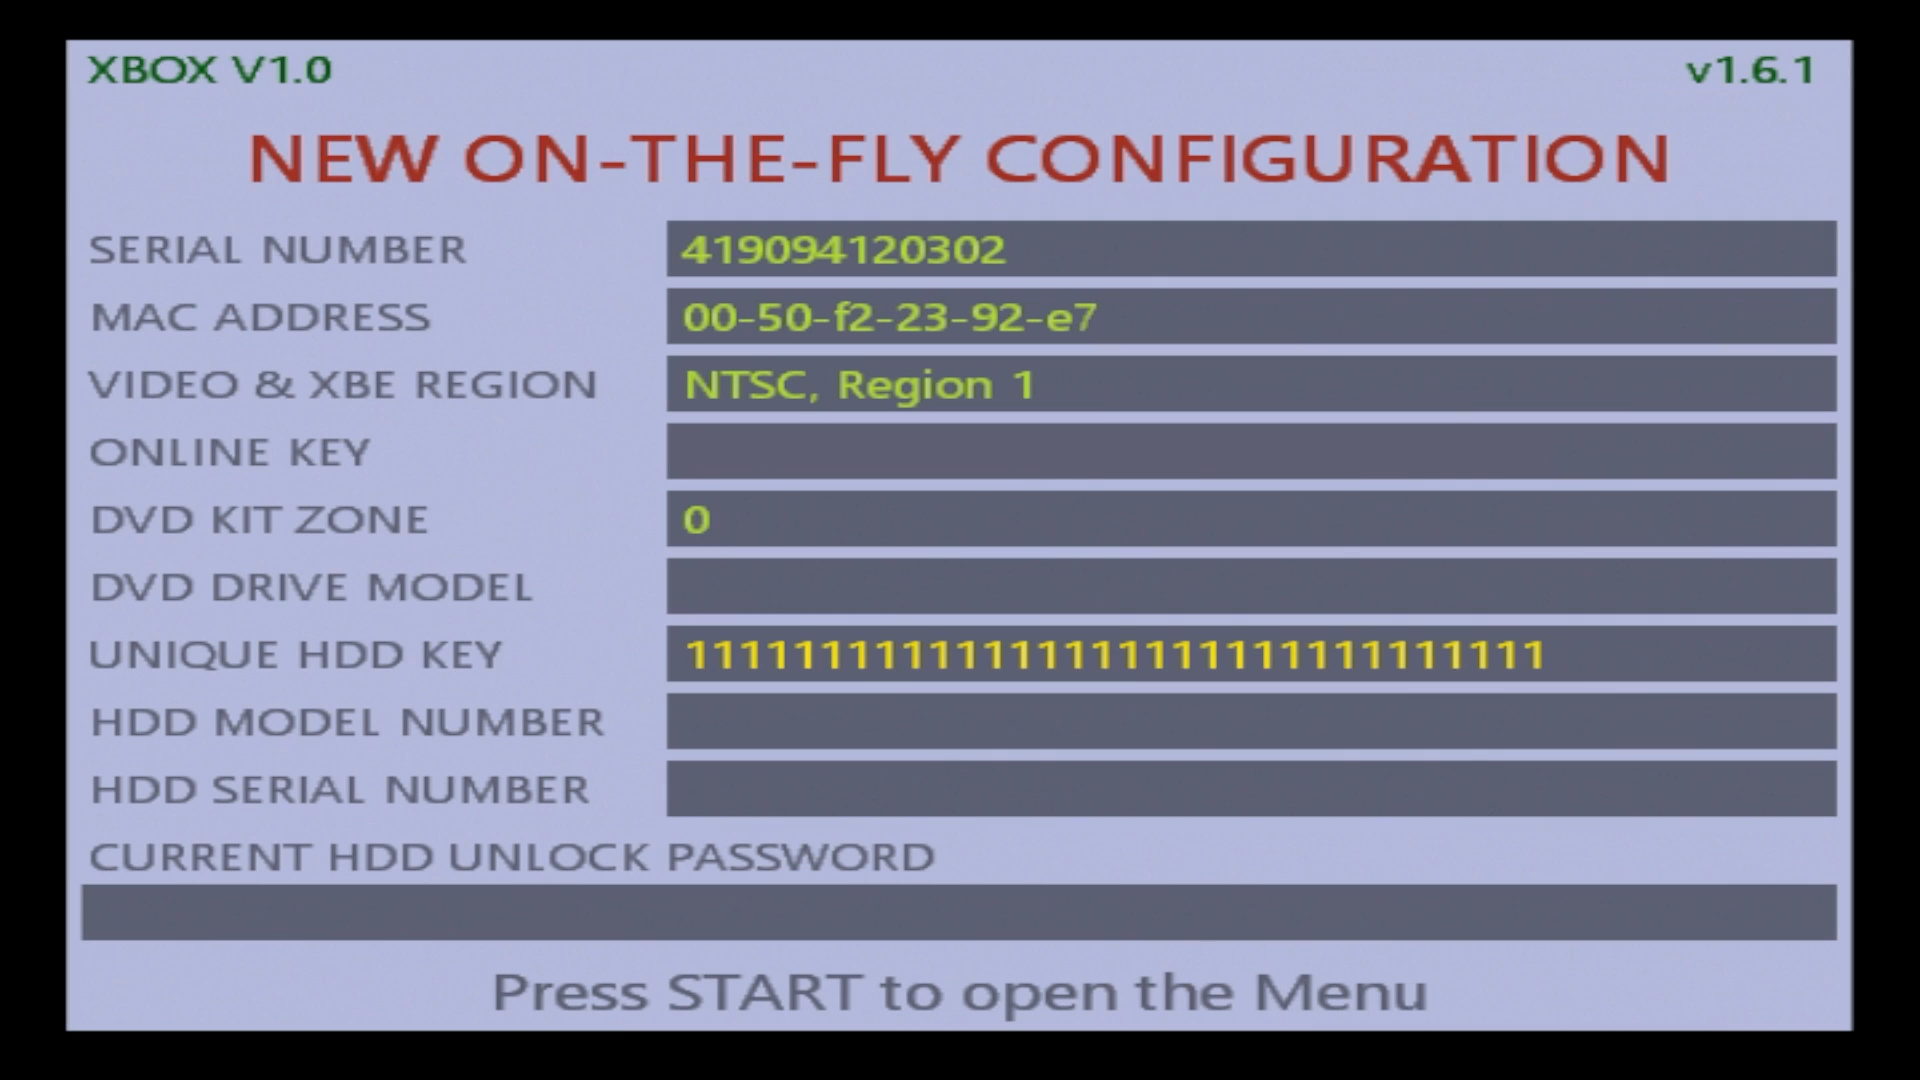 XBOX V1.0 v1.6.1
NEW ON-THE-FLY CONFIGURATION
SERIAL NUMBER 419094120302
MAC ADDRESS 00-50-f2-23-92-e7
VIDEO & XBE REGION NTSC, Region 1
ONLINE KEY
DVD KIT ZONE 0
DVD DRIVE MODEL
UNIQUE HDD KEY 11111111111111111111111111111111
HDD MODEL NUMBER
HDD SERIAL NUMBER
CURRENT HDD UNLOCK PASSWORD
Press START to open the Menu